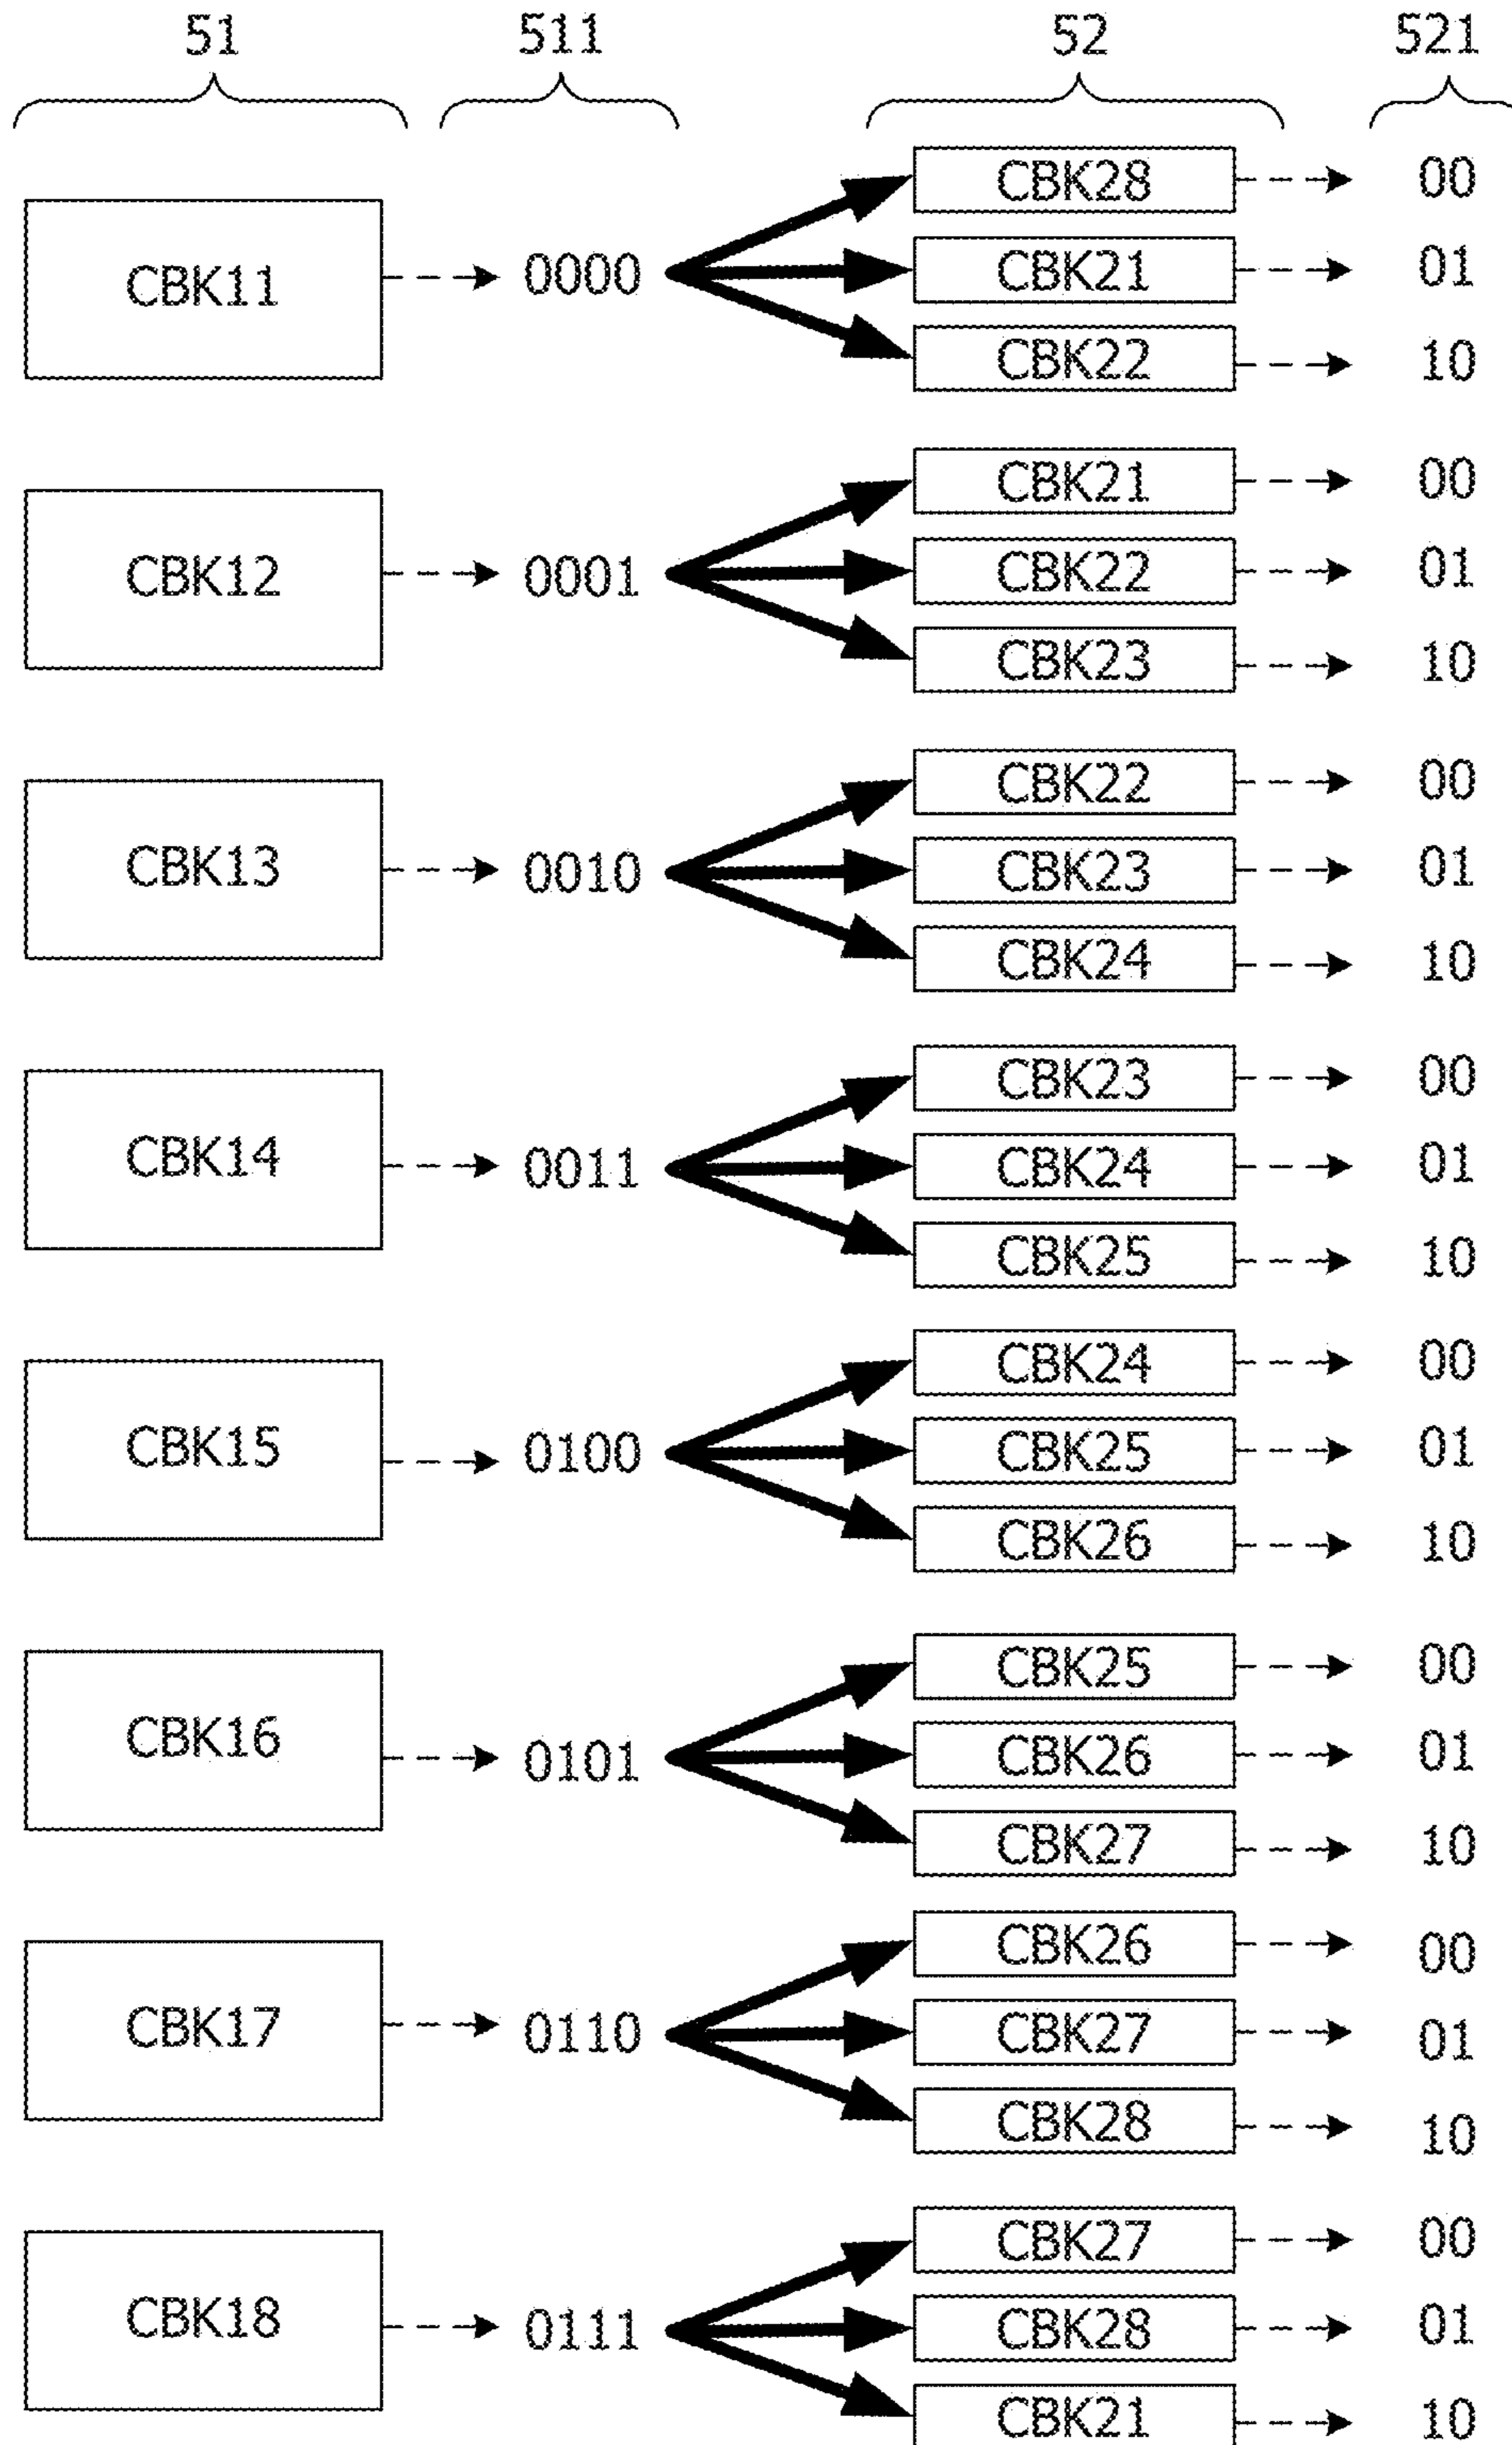 51 511 52 521
CBK28 00
CBK11 0000 CBK21 01
CBK22 10
CBK21 00
CBK12 0001 CBK22 01
CBK23 10
CBK22 00
CBK13 0010 CBK23 01
CBK24 10
CBK23 00
CBK14 0011 CBK24 01
CBK25 10
CBK24 00
CBK15 0100 CBK25 01
CBK26 10
CBK25 00
CBK16 0101 CBK26 01
CBK27 10
CBK26 00
CBK17 0110 CBK27 01
CBK28 10
CBK27 00
CBK18 0111 CBK28 01
CBK21 10